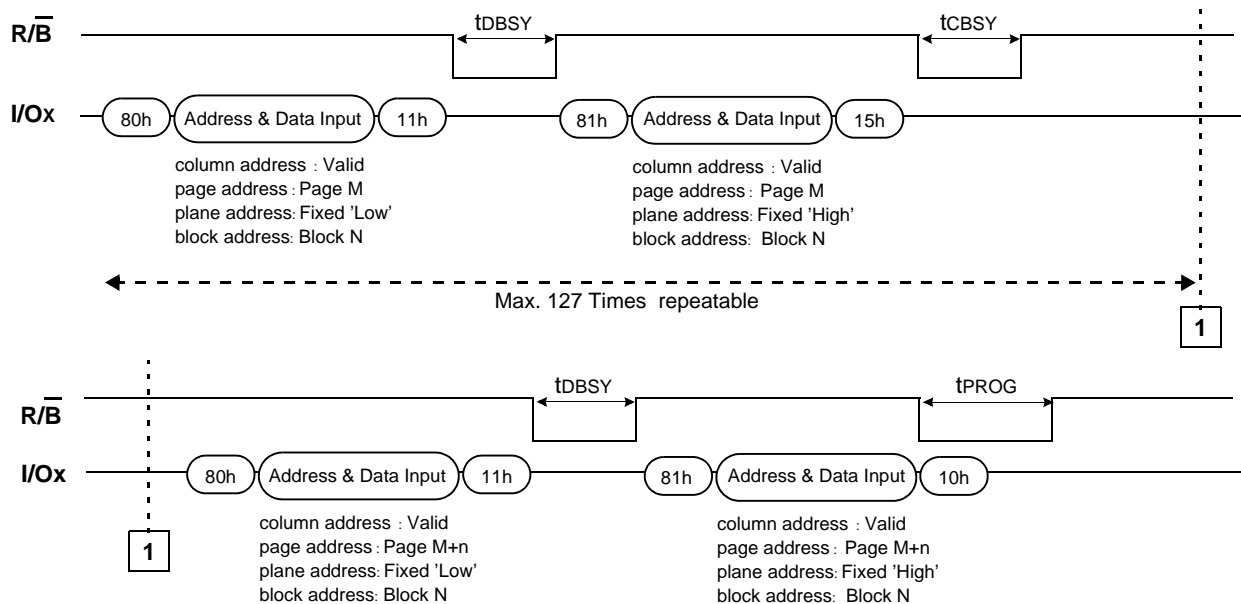 R/B tDBSY tCBSY
I/Ox 80h Address & Data Input 11h 81h Address & Data Input 15h
column address : Valid
page address : Page M
plane address: Fixed 'Low'
block address: Block N
column address : Valid
page address : Page M
plane address: Fixed 'High'
block address: Block N
Max. 127 Times repeatable
1
R/B tDBSY tPROG
I/Ox 80h Address & Data Input 11h 81h Address & Data Input 10h
1
column address : Valid
page address : Page M+n
plane address: Fixed 'Low'
block address: Block N
column address : Valid
page address : Page M+n
plane address: Fixed 'High'
block address: Block N